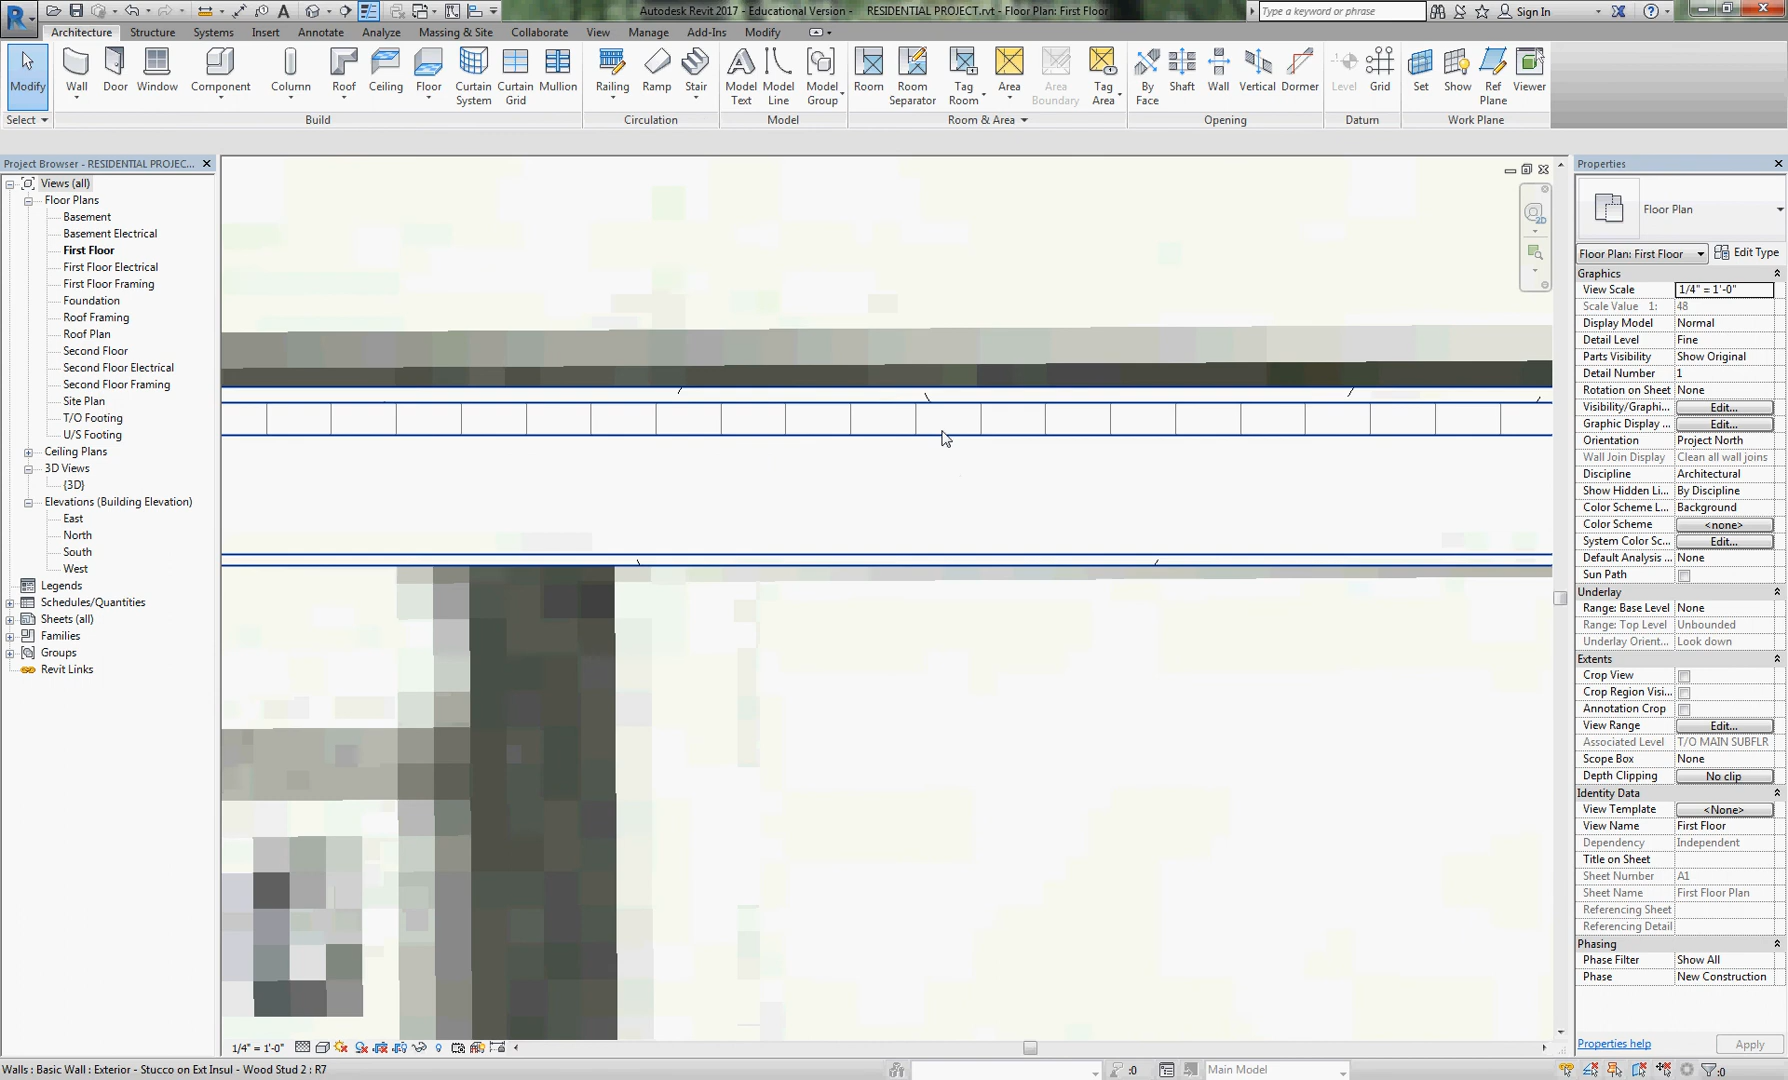 Autodesk Revit 2017 - Educational Version - RESIDENTIAL PROJECT.rvt - Floor Plan: First Floor
Type a keyword or phrase
Sign In
Architecture Structure Systems Insert Annotate Analyze Massing & Site Collaborate View Manage Add-Ins Modify
Modify Wall Door Window Component Column Roof Ceiling Floor Curtain System Curtain Grid Mullion Railing Ramp Stair Model Text Model Line Model Group Room Room Separator Tag Room Area Area Boundary Tag Area By Face Shaft Wall Vertical Dormer Level Grid Set Show Ref Plane Viewer
Select Build Circulation Model Room & Area Opening Datum Work Plane
Project Browser - RESIDENTIAL PROJEC...
Views (all)
Floor Plans
Basement
Basement Electrical
First Floor
First Floor Electrical
First Floor Framing
Foundation
Roof Framing
Roof Plan
Second Floor
Second Floor Electrical
Second Floor Framing
Site Plan
T/O Footing
U/S Footing
Ceiling Plans
3D Views
{3D}
Elevations (Building Elevation)
East
North
South
West
Legends
Schedules/Quantities
Sheets (all)
Families
Groups
Revit Links
2D
Properties
Floor Plan
Floor Plan: First Floor Edit Type
Graphics
View Scale 1/4" = 1'-0"
Scale Value 1: 48
Display Model Normal
Detail Level Fine
Parts Visibility Show Original
Detail Number 1
Rotation on Sheet None
Visibility/Graphi... Edit...
Graphic Display ... Edit...
Orientation Project North
Wall Join Display Clean all wall joins
Discipline Architectural
Show Hidden Li... By Discipline
Color Scheme L... Background
Color Scheme <none>
System Color Sc... Edit...
Default Analysis ... None
Sun Path
Underlay
Range: Base Level None
Range: Top Level Unbounded
Underlay Orient... Look down
Extents
Crop View
Crop Region Visi...
Annotation Crop
View Range Edit...
Associated Level T/O MAIN SUBFLR
Scope Box None
Depth Clipping No clip
Identity Data
View Template <None>
View Name First Floor
Dependency Independent
Title on Sheet
Sheet Number A1
Sheet Name First Floor Plan
Referencing Sheet
Referencing Detail
Phasing
Phase Filter Show All
Phase New Construction
Properties help Apply
1/4" = 1'-0"
Walls : Basic Wall : Exterior - Stucco on Ext Insul - Wood Stud 2 : R7
:0
Main Model
:0